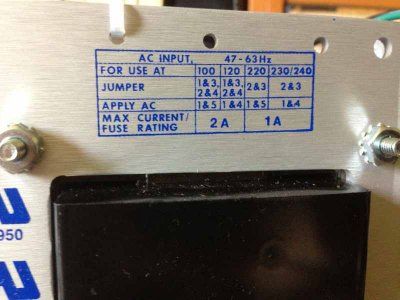 AC INPUT, 47-63Hz
FOR USE AT 100 120 220 230/240
JUMPER 1&3, 2&4 1&3, 2&4 2&3 2&3
APPLY AC 1&5 1&4 1&5 1&4
MAX CURRENT/ FUSE RATING 2A 1A
950